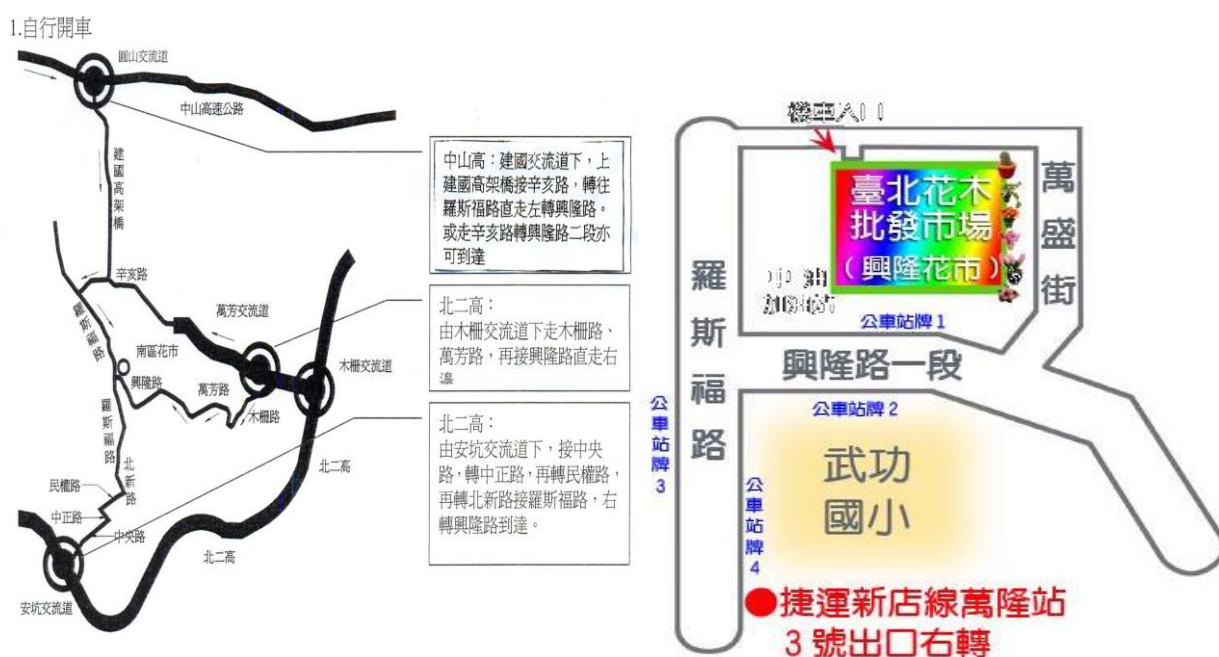 1.自行開車
圓山交流道
中山高速公路
建國高架橋
辛亥路
羅斯福路
萬芳交流道
南區花市
興隆路
萬芳路
木柵路
木柵交流道
羅斯福路
北新路
民權路
中正路
中央路
北二高
北二高
安坑交流道
中山高：建國交流道下，上
建國高架橋接辛亥路，轉往
羅斯福路直走左轉興隆路。
或走辛亥路轉興隆路二段亦
可到達
北二高：
由木柵交流道下走木柵路、
萬芳路，再接興隆路直走右
北二高：
由安坑交流道下，接中央
路，轉中正路，再轉民權路，
再轉北新路接羅斯福路，右
轉興隆路到達。
機車入口
臺北花木
批發市場
（興隆花市）
萬盛街
羅斯福路
公車站牌1
興隆路一段
公車站牌2
公車站牌3
武功
國小
公車站牌4
捷運新店線萬隆站
3號出口右轉